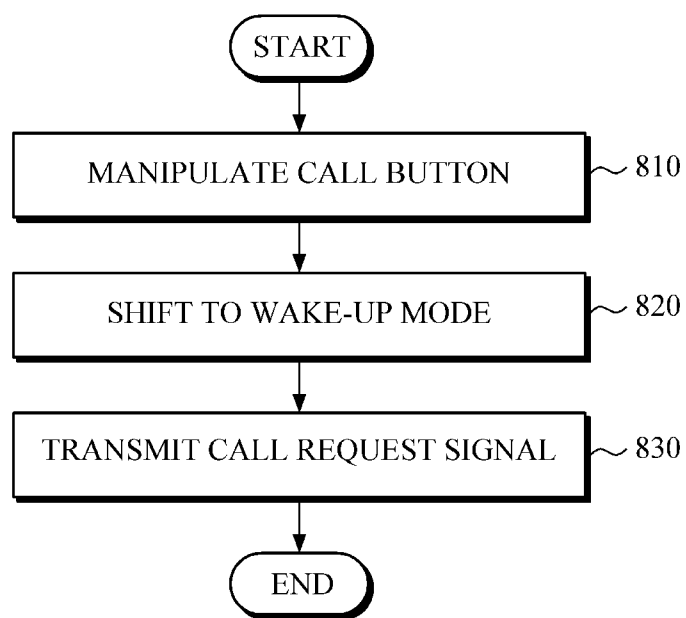 START
MANIPULATE CALL BUTTON
810
SHIFT TO WAKE-UP MODE
820
TRANSMIT CALL REQUEST SIGNAL
830
END